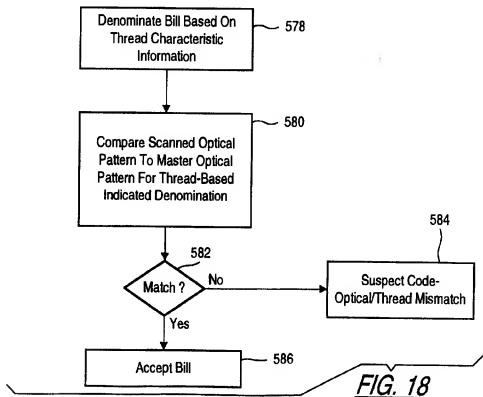 Denominate Bill Based On
Thread Characteristic
Information
578
Compare Scanned Optical
Pattern To Master Optical
Pattern For Thread-Based
Indicated Denomination
580
582
Match ?
No
Yes
584
Suspect Code-
Optical/Thread Mismatch
Accept Bill
586
FIG. 18